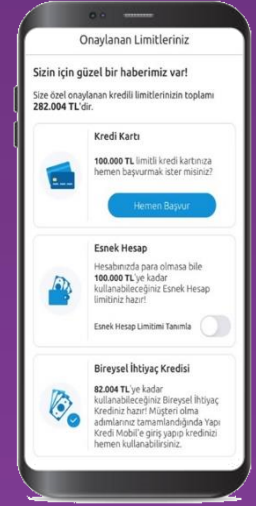 Onaylanan Limitleriniz
Sizin için güzel bir haberimiz var!
Size özel onaylanan kredili limitlerinizin toplamı
282.004 TL'dir.
Kredi Kartı
100.000 TL limitli kredi kartınıza
hemen başvurmak ister misiniz?
Hemen Başvur
Esnek Hesap
Hesabınızda para olmasa bile
100.000 TL'ye kadar
kullanabileceğiniz Esnek Hesap
limitiniz hazır!
Esnek Hesap Limitimi Tanımla
Bireysel İhtiyaç Kredisi
82.004 TL'ye kadar
kullanabileceğiniz Bireysel İhtiyaç
Krediniz hazır! Müşteri olma
adımlarınız tamamlandığında Yapı
Kredi Mobil'e giriş yapıp kredinizi
hemen kullanabilirsiniz.